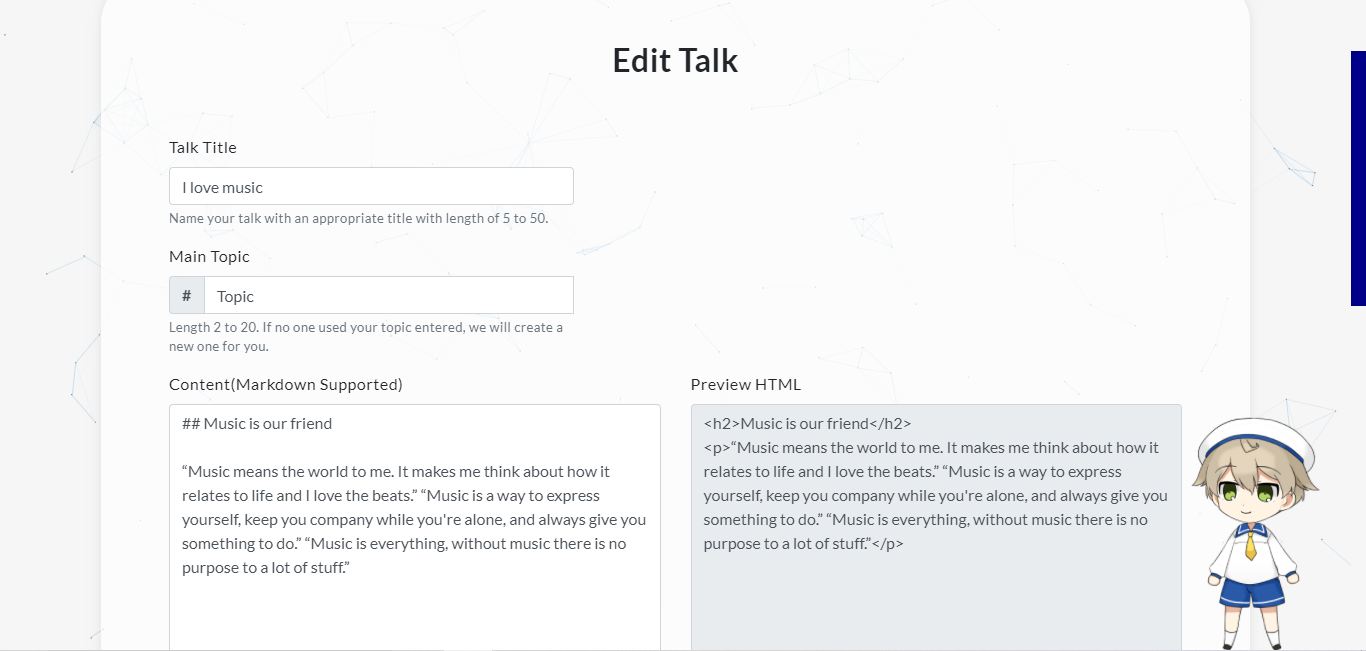 Edit Talk
Talk Title
I love music
Name your talk with an appropriate title with length of 5 to 50.
Main Topic
# Topic
Length 2 to 20. If no one used your topic entered, we will create a
new one for you.
Content(Markdown Supported)
## Music is our friend
“Music means the world to me. It makes me think about how it
relates to life and I love the beats.” “Music is a way to express
yourself, keep you company while you're alone, and always give you
something to do.” “Music is everything, without music there is no
purpose to a lot of stuff.”
Preview HTML
<h2>Music is our friend</h2>
<p>“Music means the world to me. It makes me think about how it
relates to life and I love the beats.” “Music is a way to express
yourself, keep you company while you're alone, and always give you
something to do.” “Music is everything, without music there is no
purpose to a lot of stuff.”</p>